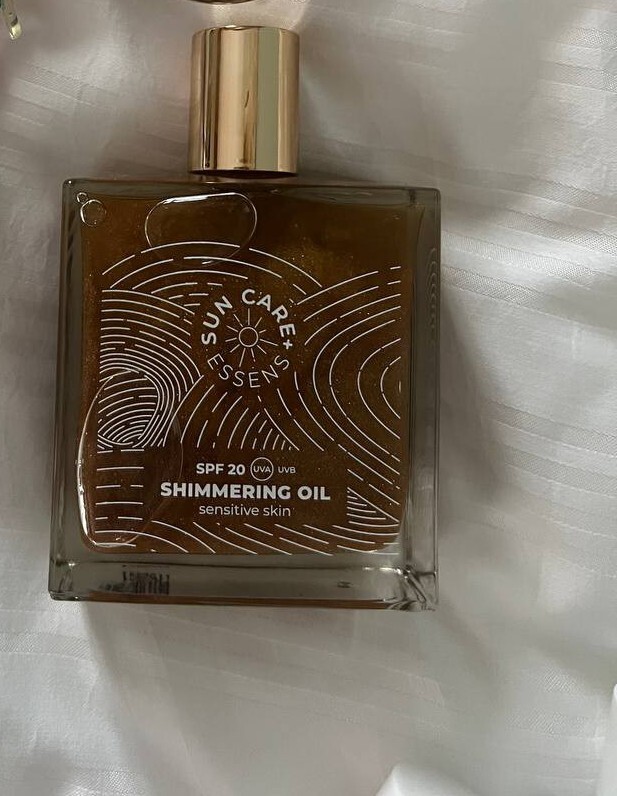 SUN CARE+
ESSENS
SPF 20 UVA UVB
SHIMMERING OIL
sensitive skin